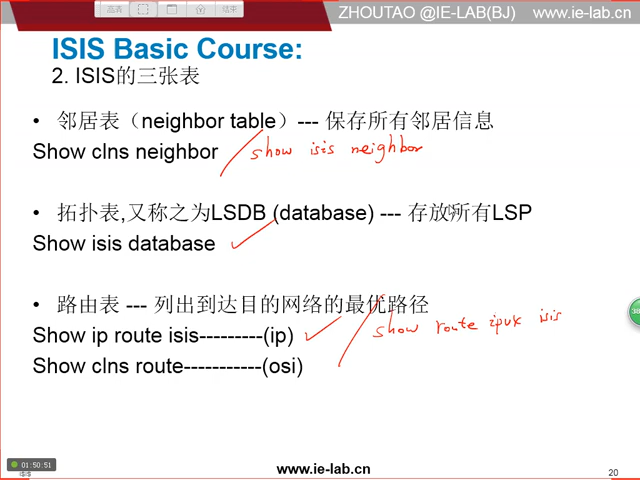 ZHOUTAO @IE-LAB(BJ) www.ie-lab.cn
ISIS Basic Course:
2. ISIS的三张表
• 邻居表（neighbor table）--- 保存所有邻居信息
Show clns neighbor
show isis neighbor
• 拓扑表,又称之为LSDB (database) --- 存放所有LSP
Show isis database
• 路由表 --- 列出到达目的网络的最优路径
Show ip route isis---------(ip)
show route ipvx isis
Show clns route-----------(osi)
01:50:51
www.ie-lab.cn
20